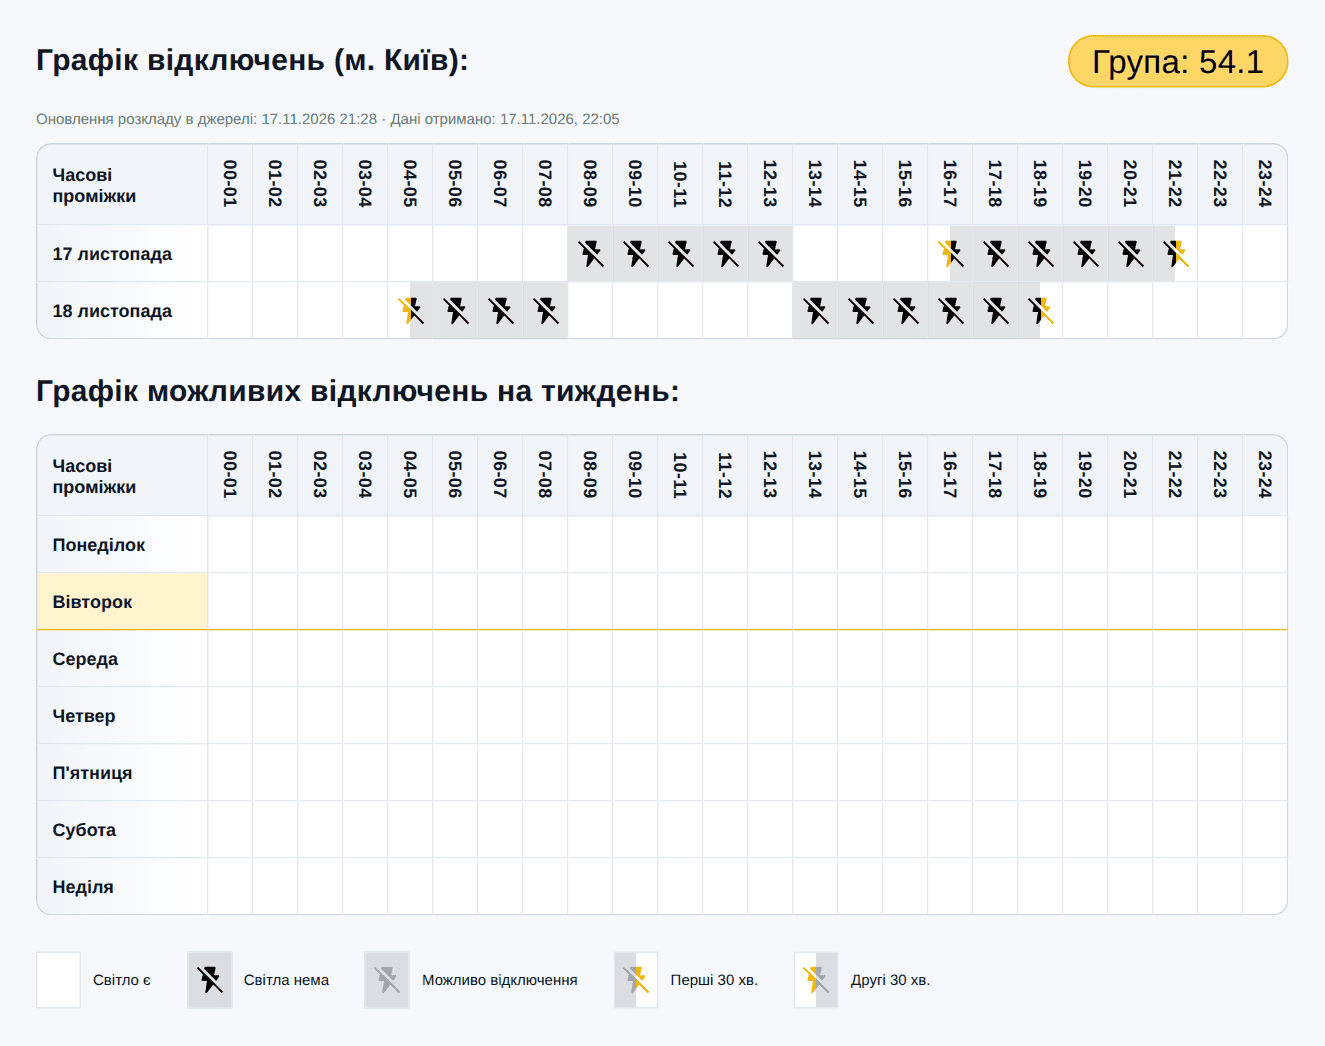 Графік відключень (м. Київ):
Група: 54.1
Оновлення розкладу в джерелі: 17.11.2026 21:28 · Дані отримано: 17.11.2026, 22:05
Часові
проміжки
00-01
01-02
02-03
03-04
04-05
05-06
06-07
07-08
08-09
09-10
10-11
11-12
12-13
13-14
14-15
15-16
16-17
17-18
18-19
19-20
20-21
21-22
22-23
23-24
17 листопада
18 листопада
Графік можливих відключень на тиждень:
Часові
проміжки
00-01
01-02
02-03
03-04
04-05
05-06
06-07
07-08
08-09
09-10
10-11
11-12
12-13
13-14
14-15
15-16
16-17
17-18
18-19
19-20
20-21
21-22
22-23
23-24
Понеділок
Вівторок
Середа
Четвер
П'ятниця
Субота
Неділя
Світло є
Світла нема
Можливо відключення
Перші 30 хв.
Другі 30 хв.